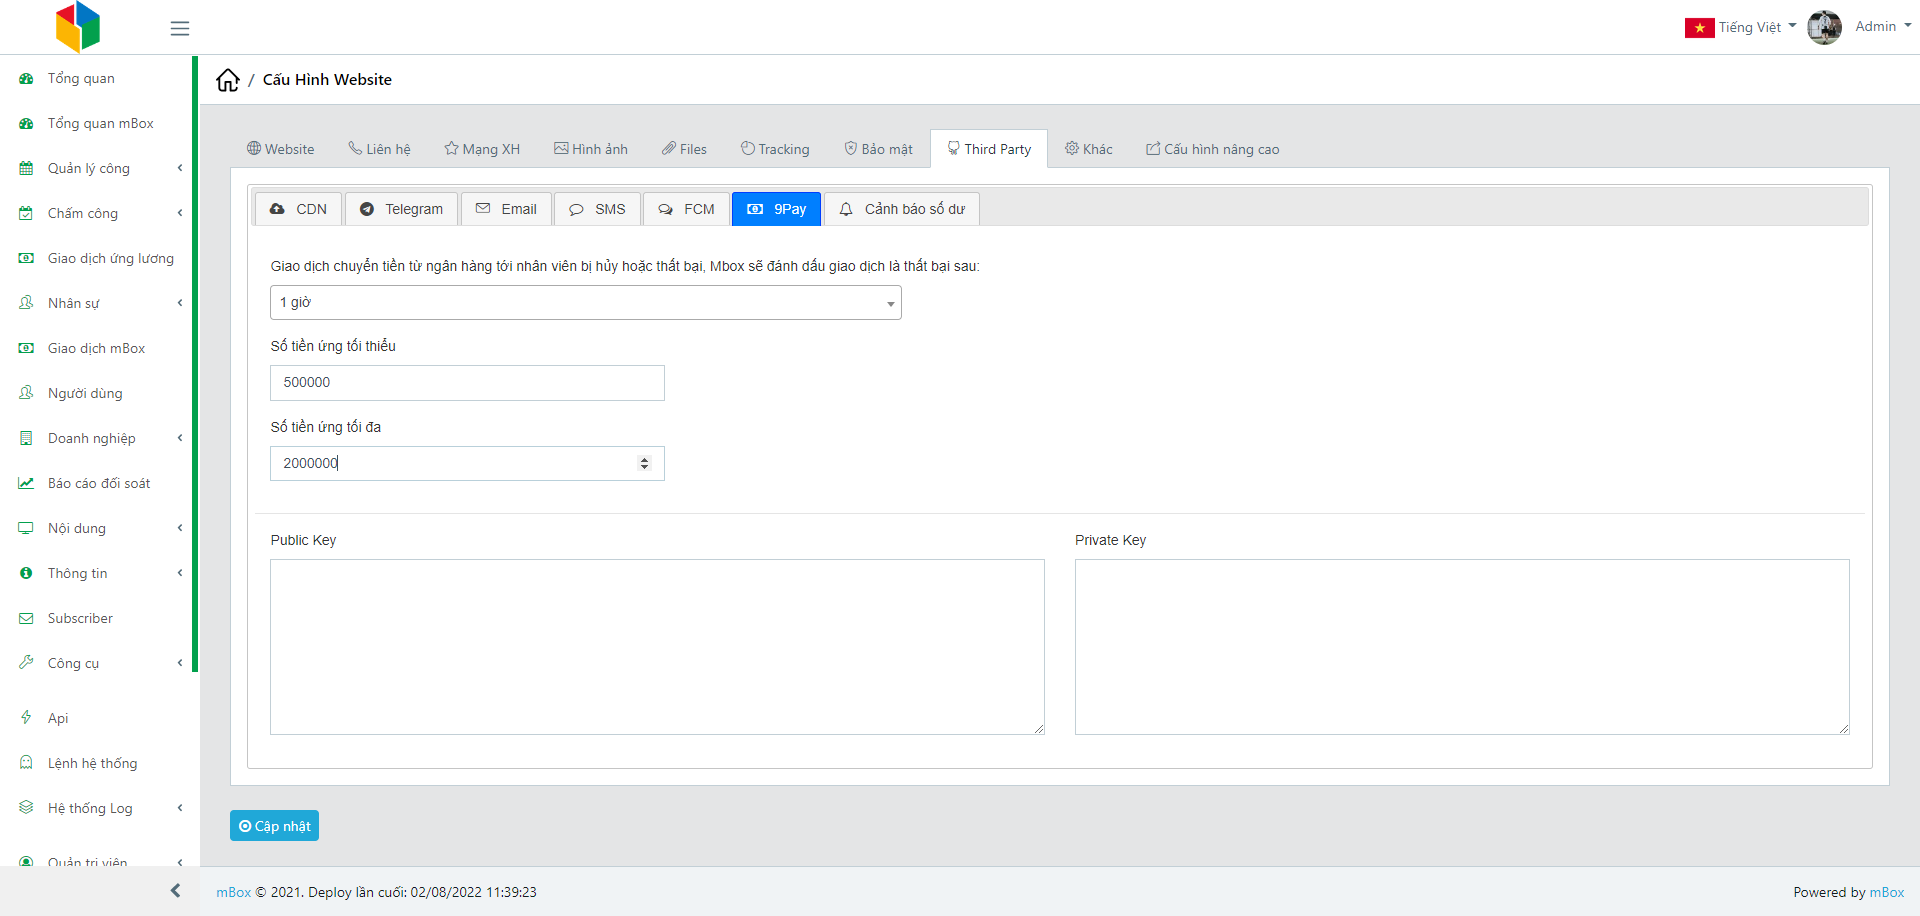 Tiếng Việt
Admin
Tổng quan
Tổng quan mBox
Quản lý công
Chấm công
Giao dịch ứng lương
Nhân sự
Giao dịch mBox
Người dùng
Doanh nghiệp
Báo cáo đối soát
Nội dung
Thông tin
Subscriber
Công cụ
Api
Lệnh hệ thống
Hệ thống Log
Quản trị viên
/ Cấu Hình Website
Website
Liên hệ
Mạng XH
Hình ảnh
Files
Tracking
Bảo mật
Third Party
Khác
Cấu hình nâng cao
CDN
Telegram
Email
SMS
FCM
9Pay
Cảnh báo số dư
Giao dịch chuyển tiền từ ngân hàng tới nhân viên bị hủy hoặc thất bại, Mbox sẽ đánh dấu giao dịch là thất bại sau:
1 giờ
Số tiền ứng tối thiểu
500000
Số tiền ứng tối đa
2000000
Public Key
Private Key
Cập nhật
mBox © 2021. Deploy lần cuối: 02/08/2022 11:39:23
Powered by mBox